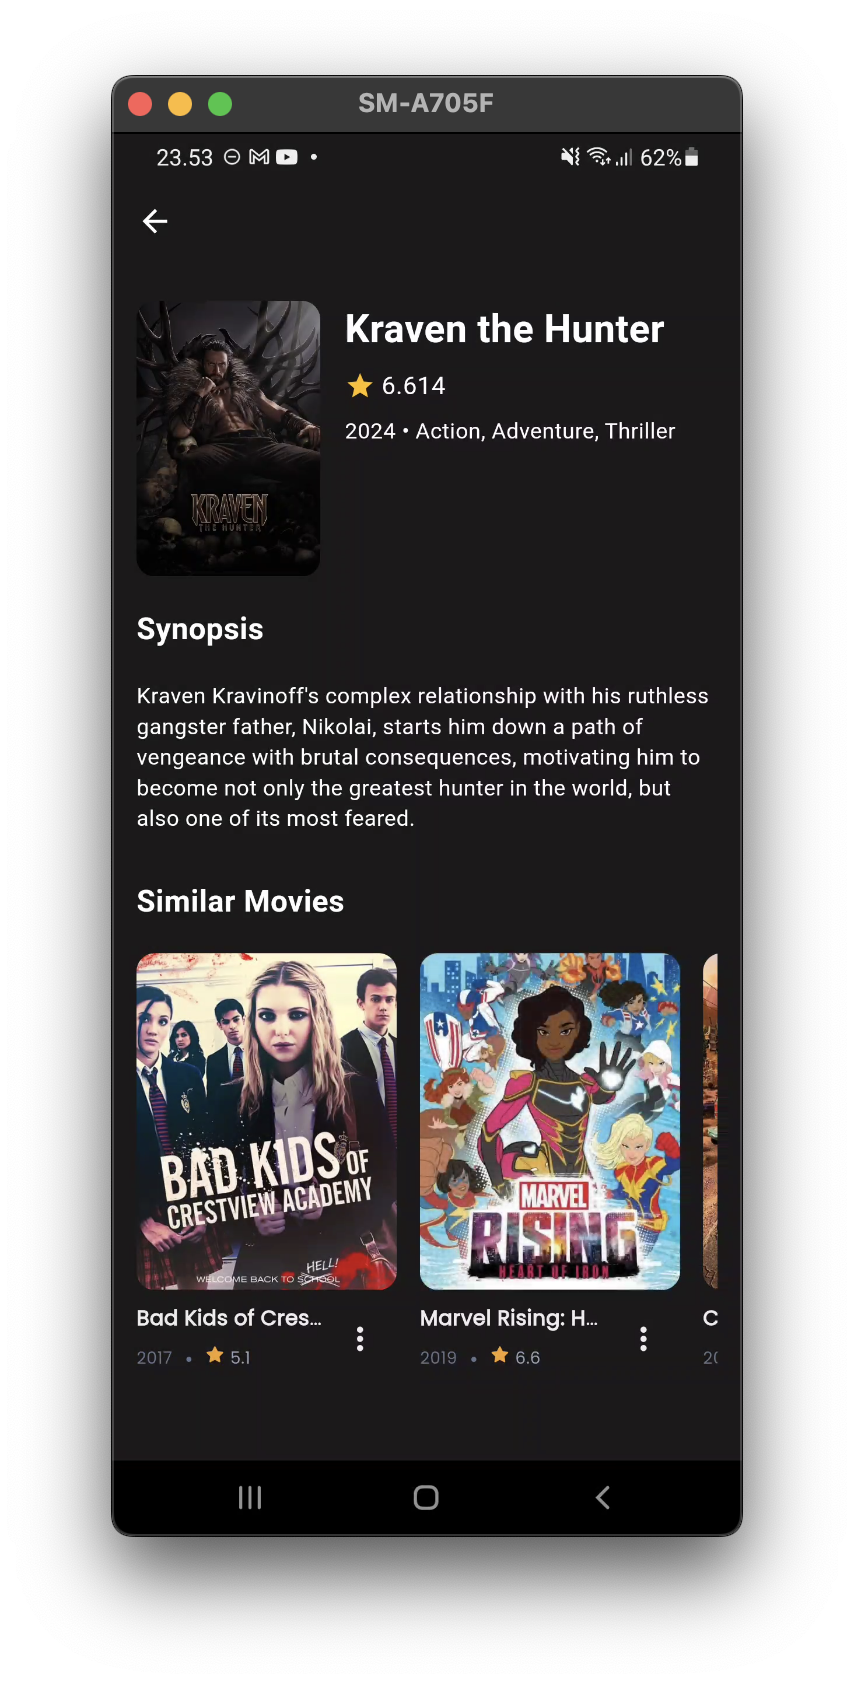 SM-A705F
23.53
62%
Kraven the Hunter
6.614
2024 • Action, Adventure, Thriller
KRAVEN
THE HUNTER
Synopsis
Kraven Kravinoff's complex relationship with his ruthless
gangster father, Nikolai, starts him down a path of
vengeance with brutal consequences, motivating him to
become not only the greatest hunter in the world, but
also one of its most feared.
Similar Movies
BAD KIDS OF
CRESTVIEW ACADEMY
HELL!
WELCOME BACK TO SCHOOL
MARVEL
RISING
HEART OF IRON
Bad Kids of Cres...
2017 • 5.1
Marvel Rising: H...
2019 • 6.6
C
20